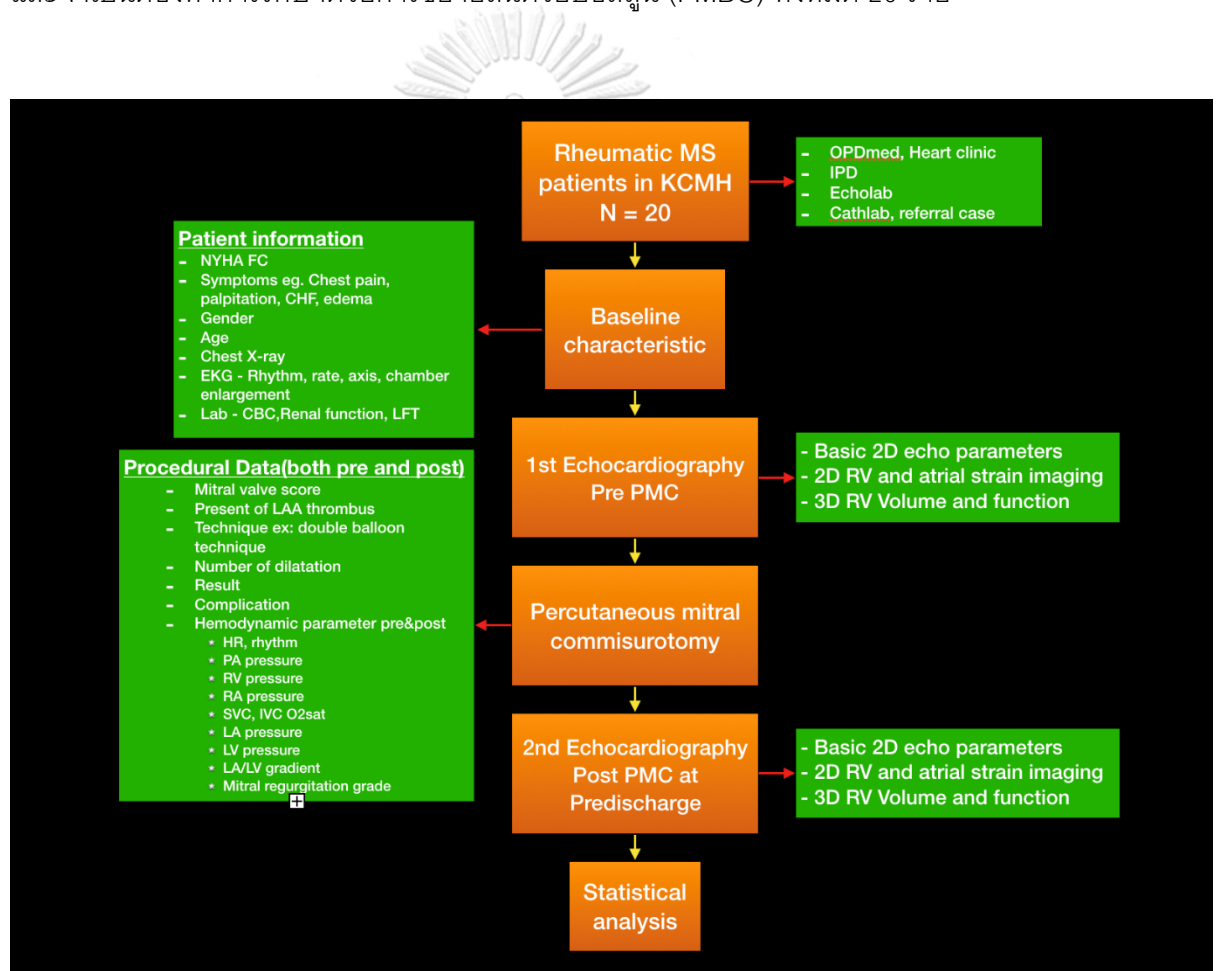 Rheumatic MS
patients in KCMH
N = 20
- OPDmed, Heart clinic
- IPD
- Echolab
- Cathlab, referral case
Patient information
- NYHA FC
- Symptoms eg. Chest pain,
palpitation, CHF, edema
- Gender
- Age
- Chest X-ray
- EKG - Rhythm, rate, axis, chamber
enlargement
- Lab - CBC,Renal function, LFT
Baseline
characteristic
1st Echocardiography
Pre PMC
- Basic 2D echo parameters
- 2D RV and atrial strain imaging
- 3D RV Volume and function
Procedural Data(both pre and post)
- Mitral valve score
- Present of LAA thrombus
- Technique ex: double balloon
technique
- Number of dilatation
- Result
- Complication
- Hemodynamic parameter pre&post
* HR, rhythm
* PA pressure
* RV pressure
* RA pressure
* SVC, IVC O2sat
* LA pressure
* LV pressure
* LA/LV gradient
* Mitral regurgitation grade
Percutaneous mitral
commisurotomy
2nd Echocardiography
Post PMC at
Predischarge
- Basic 2D echo parameters
- 2D RV and atrial strain imaging
- 3D RV Volume and function
Statistical
analysis